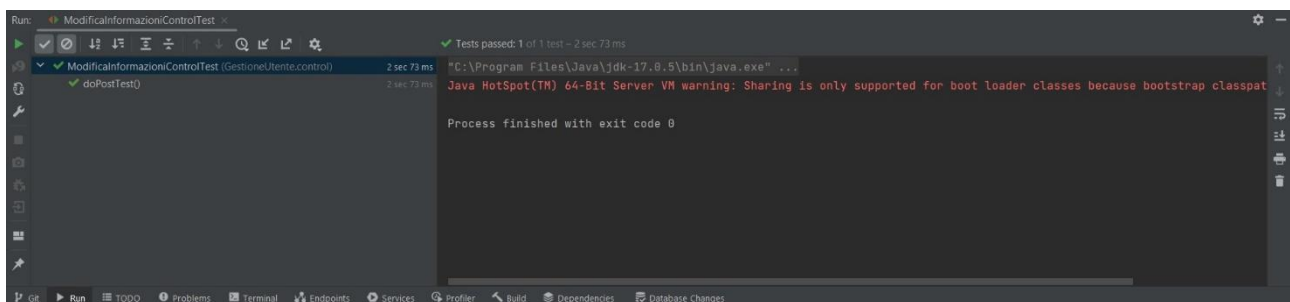 Run: ModificaInformazioniControlTest ×
Tests passed: 1 of 1 test – 2 sec 73 ms
ModificaInformazioniControlTest (GestioneUtente.control) 2 sec 73 ms
doPostTest() 2 sec 73 ms
"C:\Program Files\Java\jdk-17.0.5\bin\java.exe" ...
Java HotSpot(TM) 64-Bit Server VM warning: Sharing is only supported for boot loader classes because bootstrap classpat
Process finished with exit code 0
Git Run TODO Problems Terminal Endpoints Services Profiler Build Dependencies Database Changes